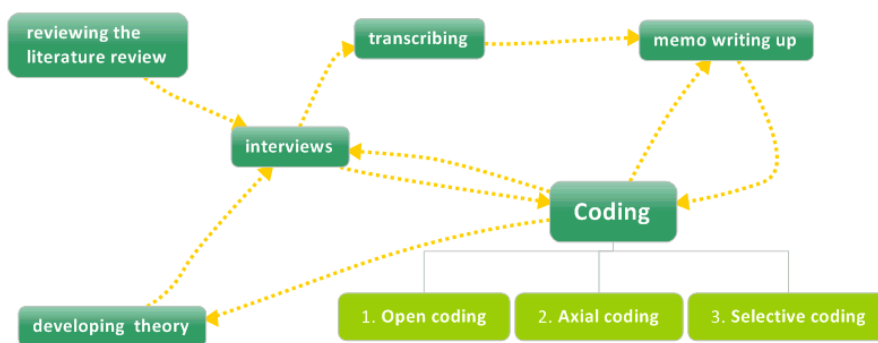 reviewing the
literature review
transcribing
memo writing up
interviews
Coding
developing theory
1. Open coding
2. Axial coding
3. Selective coding